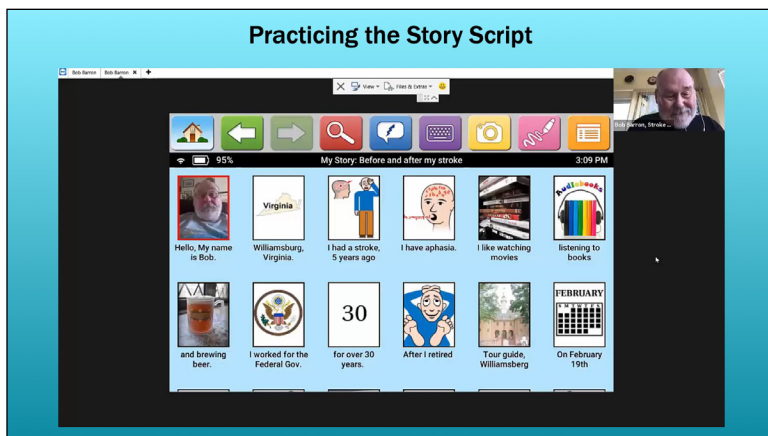 Practicing the Story Script
Bob Barron Bob Barron
View Files & Extras
Bob Barron, Stroke ...
95% My Story: Before and after my stroke 3:09 PM
Virginia
Audiobooks
Hello, My name
is Bob.
Williamsburg,
Virginia.
I had a stroke,
5 years ago
I have aphasia.
I like watching
movies
listening to
books
30
FEBRUARY
S M T W T F S
and brewing
beer.
I worked for the
Federal Gov.
for over 30
years.
After I retired
Tour guide,
Williamsberg
On February
19th